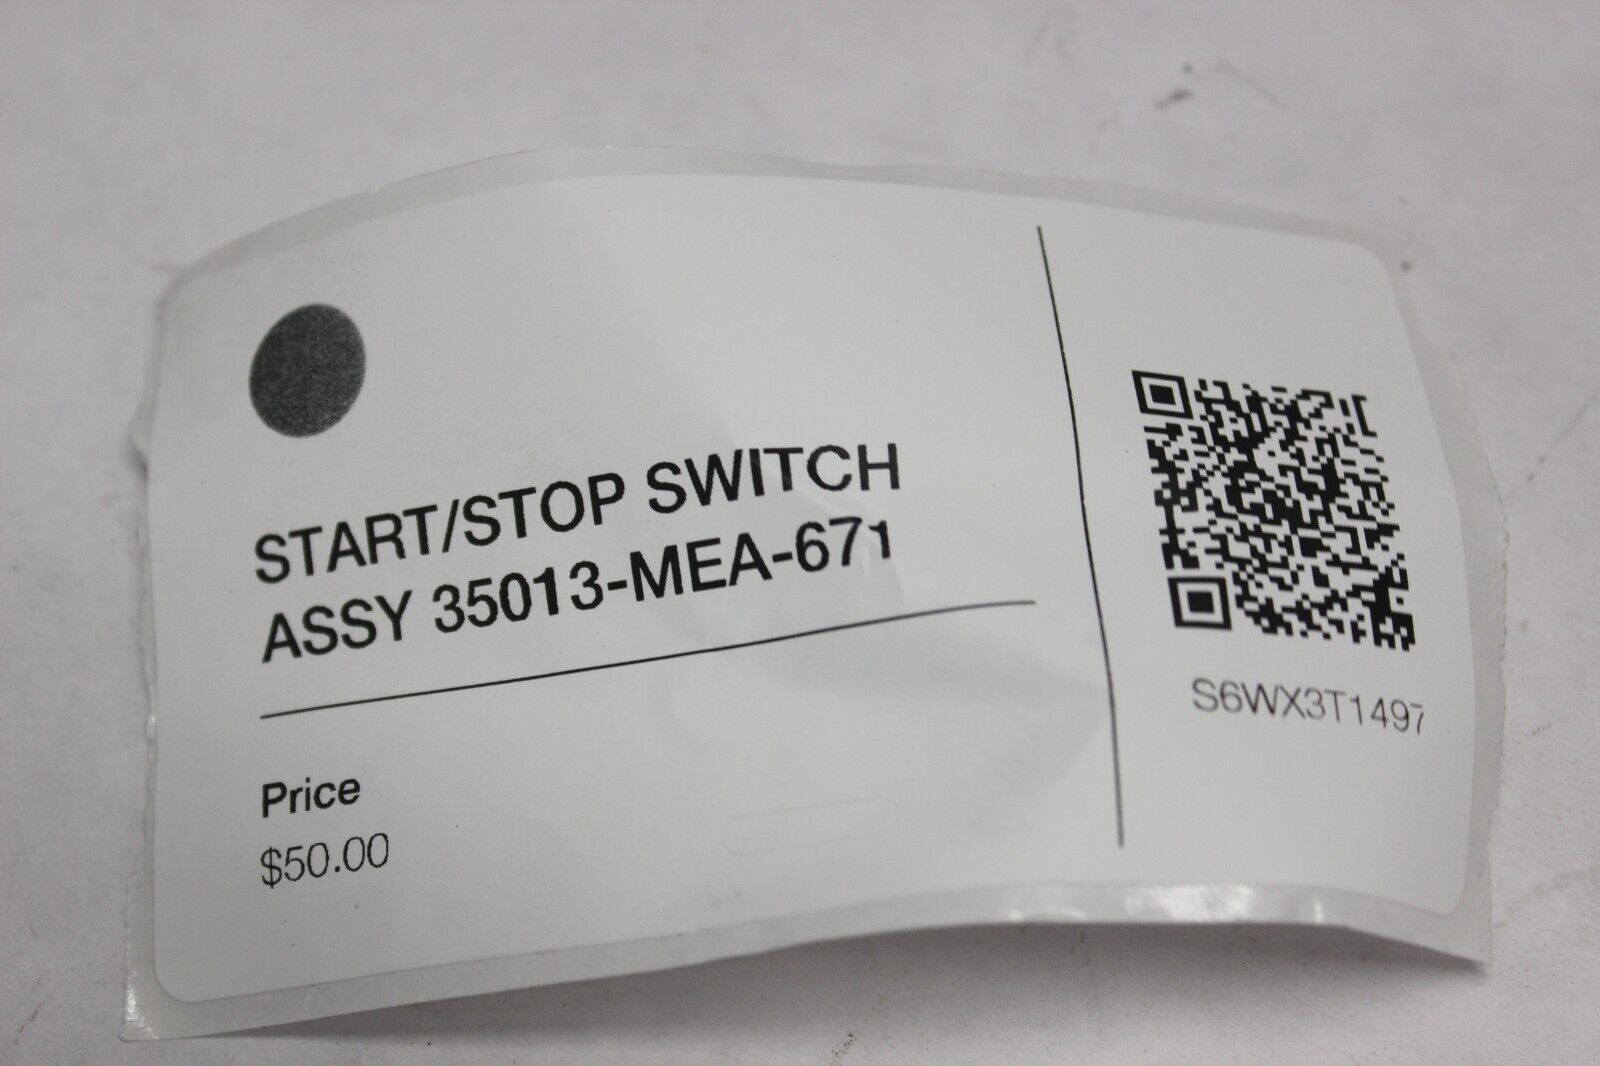 START/STOP SWITCH
ASSY 35013-MEA-671
Price
$50.00
S6WX3T1497